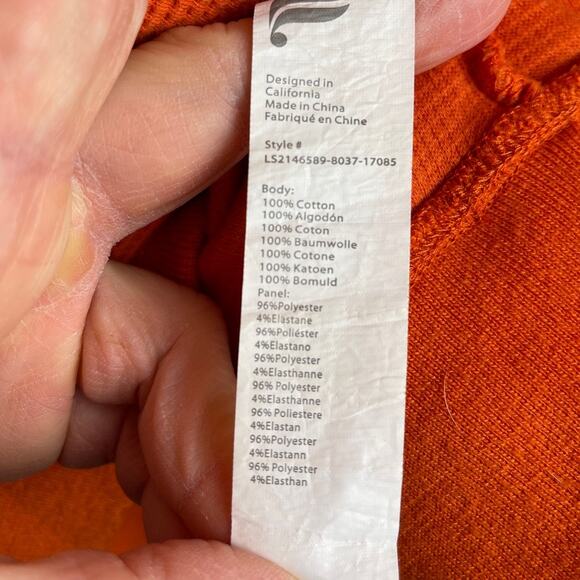 Designed in
California
Made in China
Fabriqué en Chine
Style #
LS2146589-8037-17085
Body:
100% Cotton
100% Algodón
100% Coton
100% Baumwolle
100% Cotone
100% Katoen
100% Bomuld
Panel:
96%Polyester
4%Elastane
96%Poliéster
4%Elastano
96%Polyester
4%Elasthanne
96% Polyester
4%Elasthanne
96% Poliestere
4%Elastan
96%Polyester
4%Elastann
96% Polyester
4%Elasthan